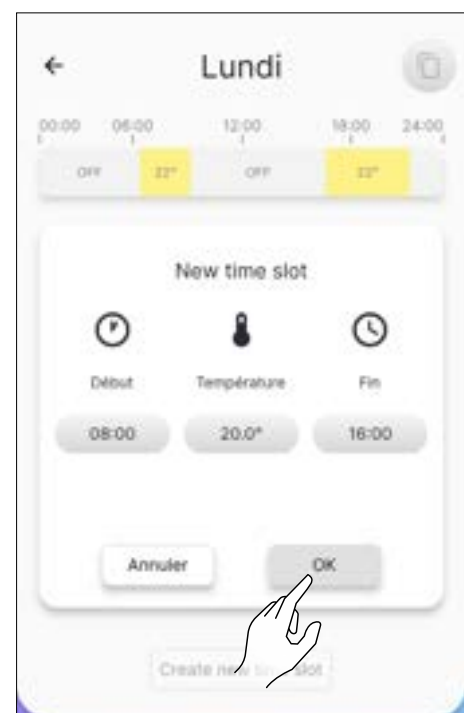 Lundi
00:00 06:00 12:00 18:00 24:00
OFF 22° OFF 22°
New time slot
Début Température Fin
08:00 20.0° 16:00
Annuler OK
Create new time slot